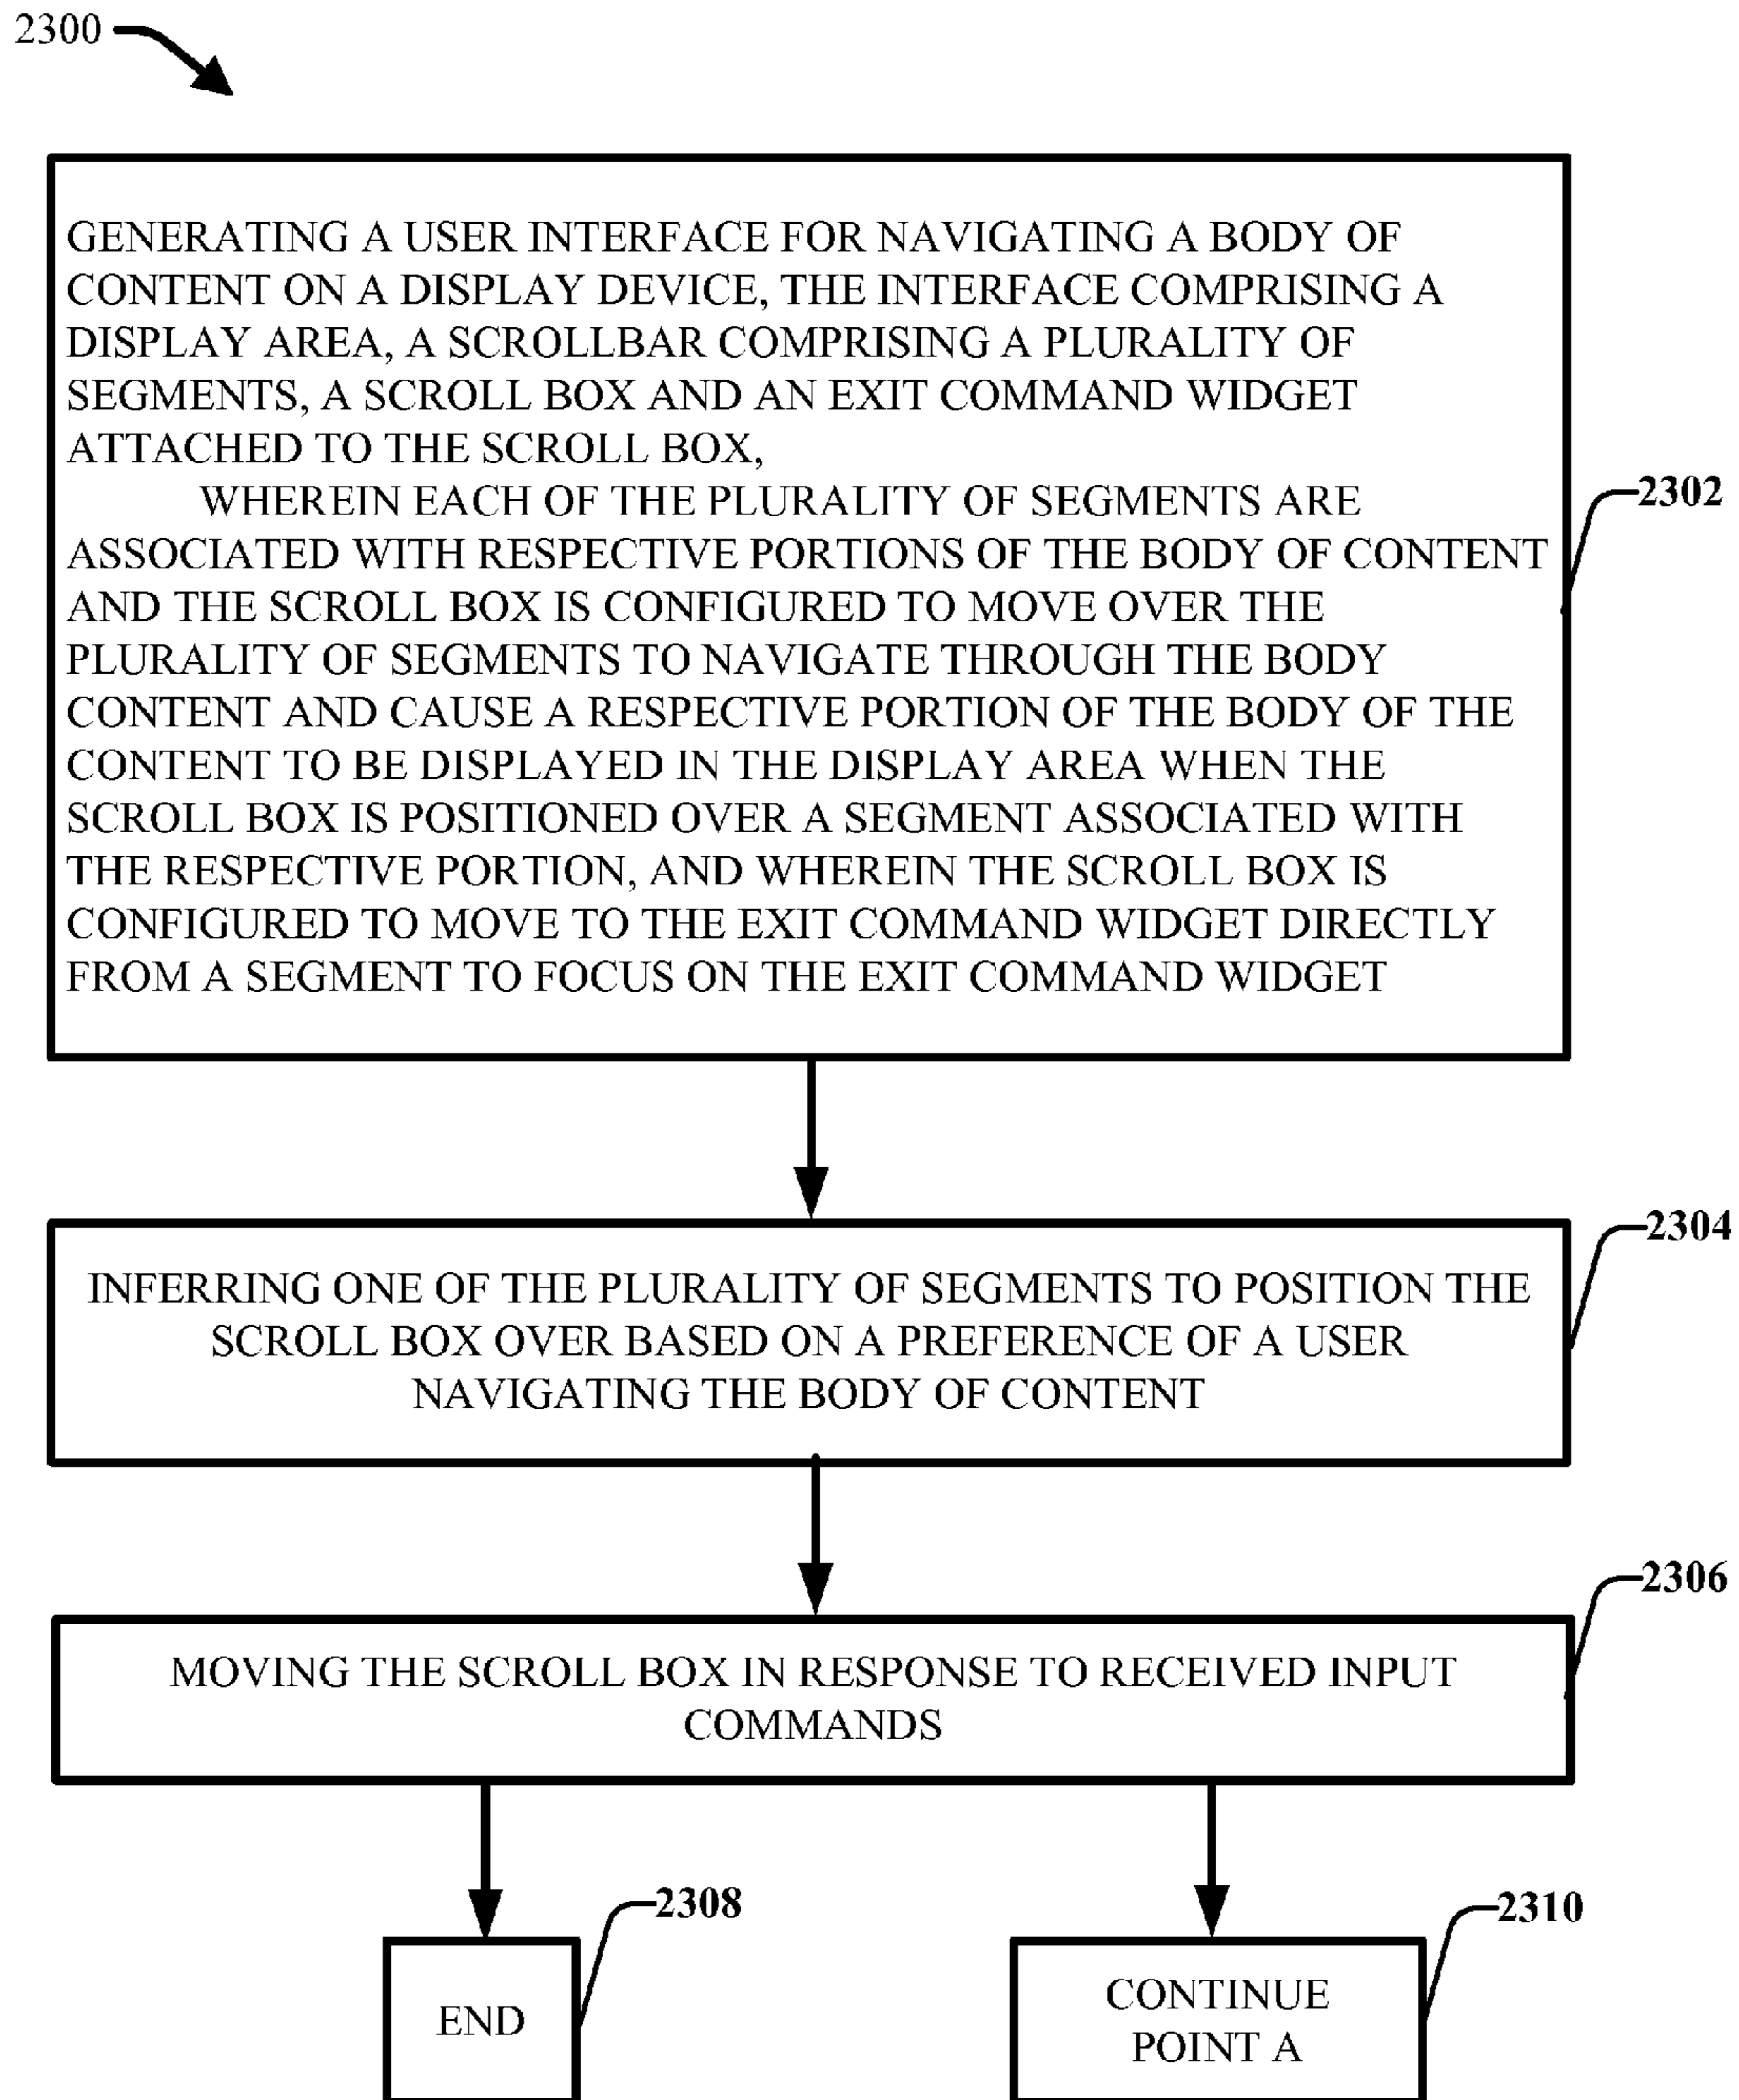 2300
GENERATING A USER INTERFACE FOR NAVIGATING A BODY OF
CONTENT ON A DISPLAY DEVICE, THE INTERFACE COMPRISING A
DISPLAY AREA, A SCROLLBAR COMPRISING A PLURALITY OF
SEGMENTS, A SCROLL BOX AND AN EXIT COMMAND WIDGET
ATTACHED TO THE SCROLL BOX,
WHEREIN EACH OF THE PLURALITY OF SEGMENTS ARE
ASSOCIATED WITH RESPECTIVE PORTIONS OF THE BODY OF CONTENT
AND THE SCROLL BOX IS CONFIGURED TO MOVE OVER THE
PLURALITY OF SEGMENTS TO NAVIGATE THROUGH THE BODY
CONTENT AND CAUSE A RESPECTIVE PORTION OF THE BODY OF THE
CONTENT TO BE DISPLAYED IN THE DISPLAY AREA WHEN THE
SCROLL BOX IS POSITIONED OVER A SEGMENT ASSOCIATED WITH
THE RESPECTIVE PORTION, AND WHEREIN THE SCROLL BOX IS
CONFIGURED TO MOVE TO THE EXIT COMMAND WIDGET DIRECTLY
FROM A SEGMENT TO FOCUS ON THE EXIT COMMAND WIDGET
2302
2304
INFERRING ONE OF THE PLURALITY OF SEGMENTS TO POSITION THE
SCROLL BOX OVER BASED ON A PREFERENCE OF A USER
NAVIGATING THE BODY OF CONTENT
2306
MOVING THE SCROLL BOX IN RESPONSE TO RECEIVED INPUT
COMMANDS
2308
END
2310
CONTINUE
POINT A